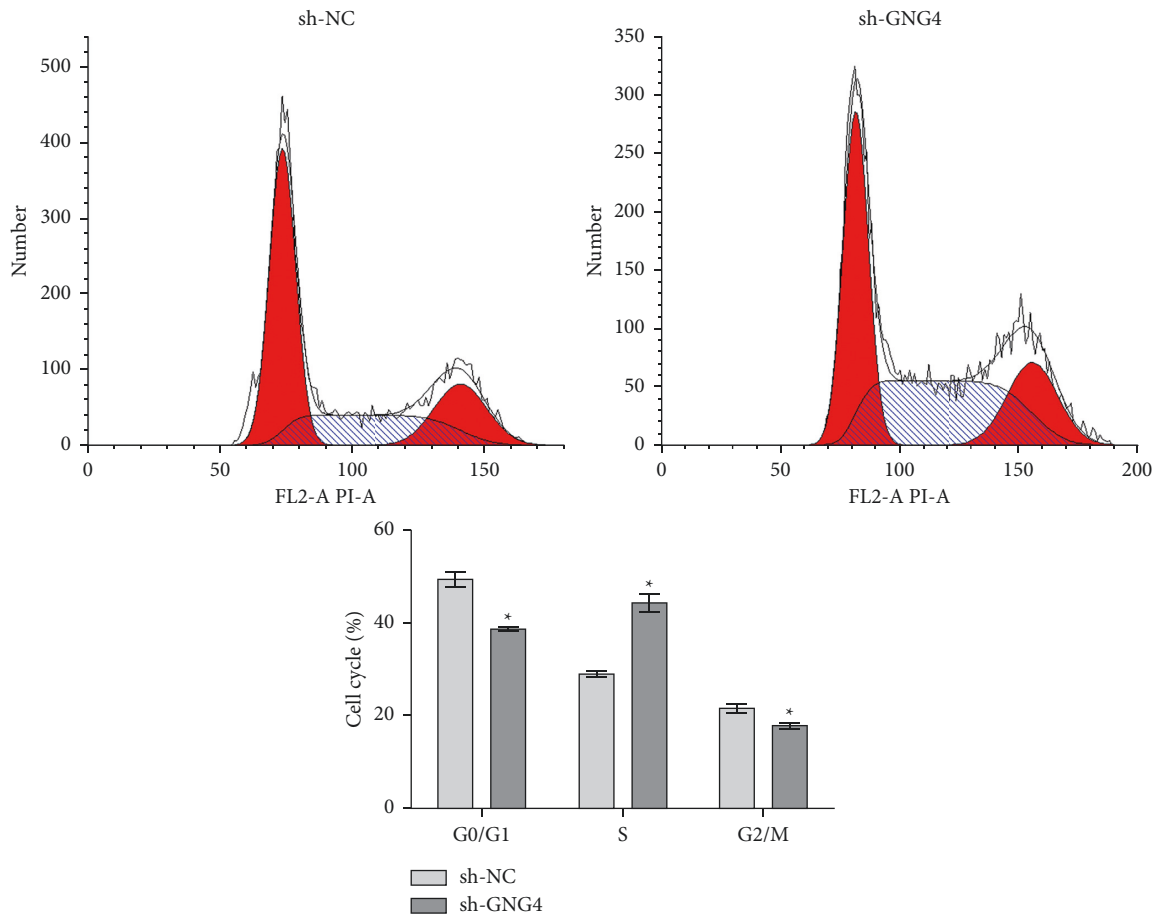 sh-NC
500
400
300
200
100
0
Number
0 50 100 150
FL2-A PI-A
sh-GNG4
350
300
250
200
150
100
50
0
Number
0 50 100 150 200
FL2-A PI-A
60
40
20
0
Cell cycle (%)
* * *
G0/G1 S G2/M
sh-NC
sh-GNG4